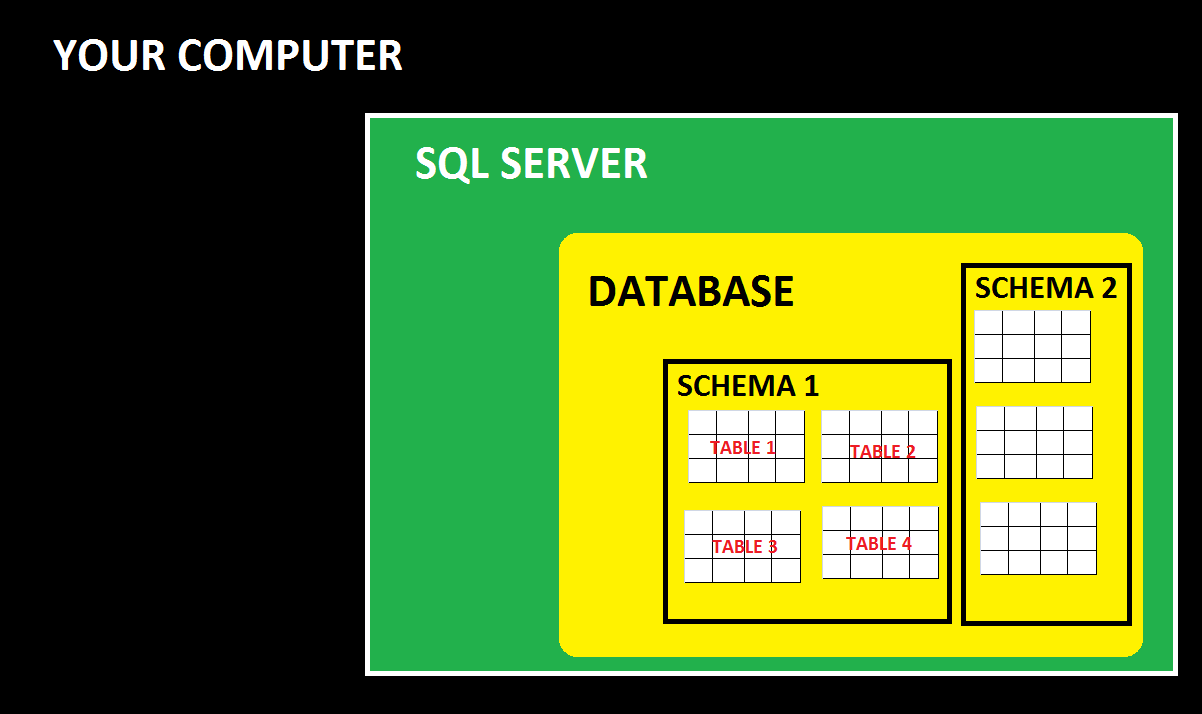 YOUR COMPUTER
SQL SERVER
DATABASE
SCHEMA 1
TABLE 1
TABLE 2
TABLE 3
TABLE 4
SCHEMA 2